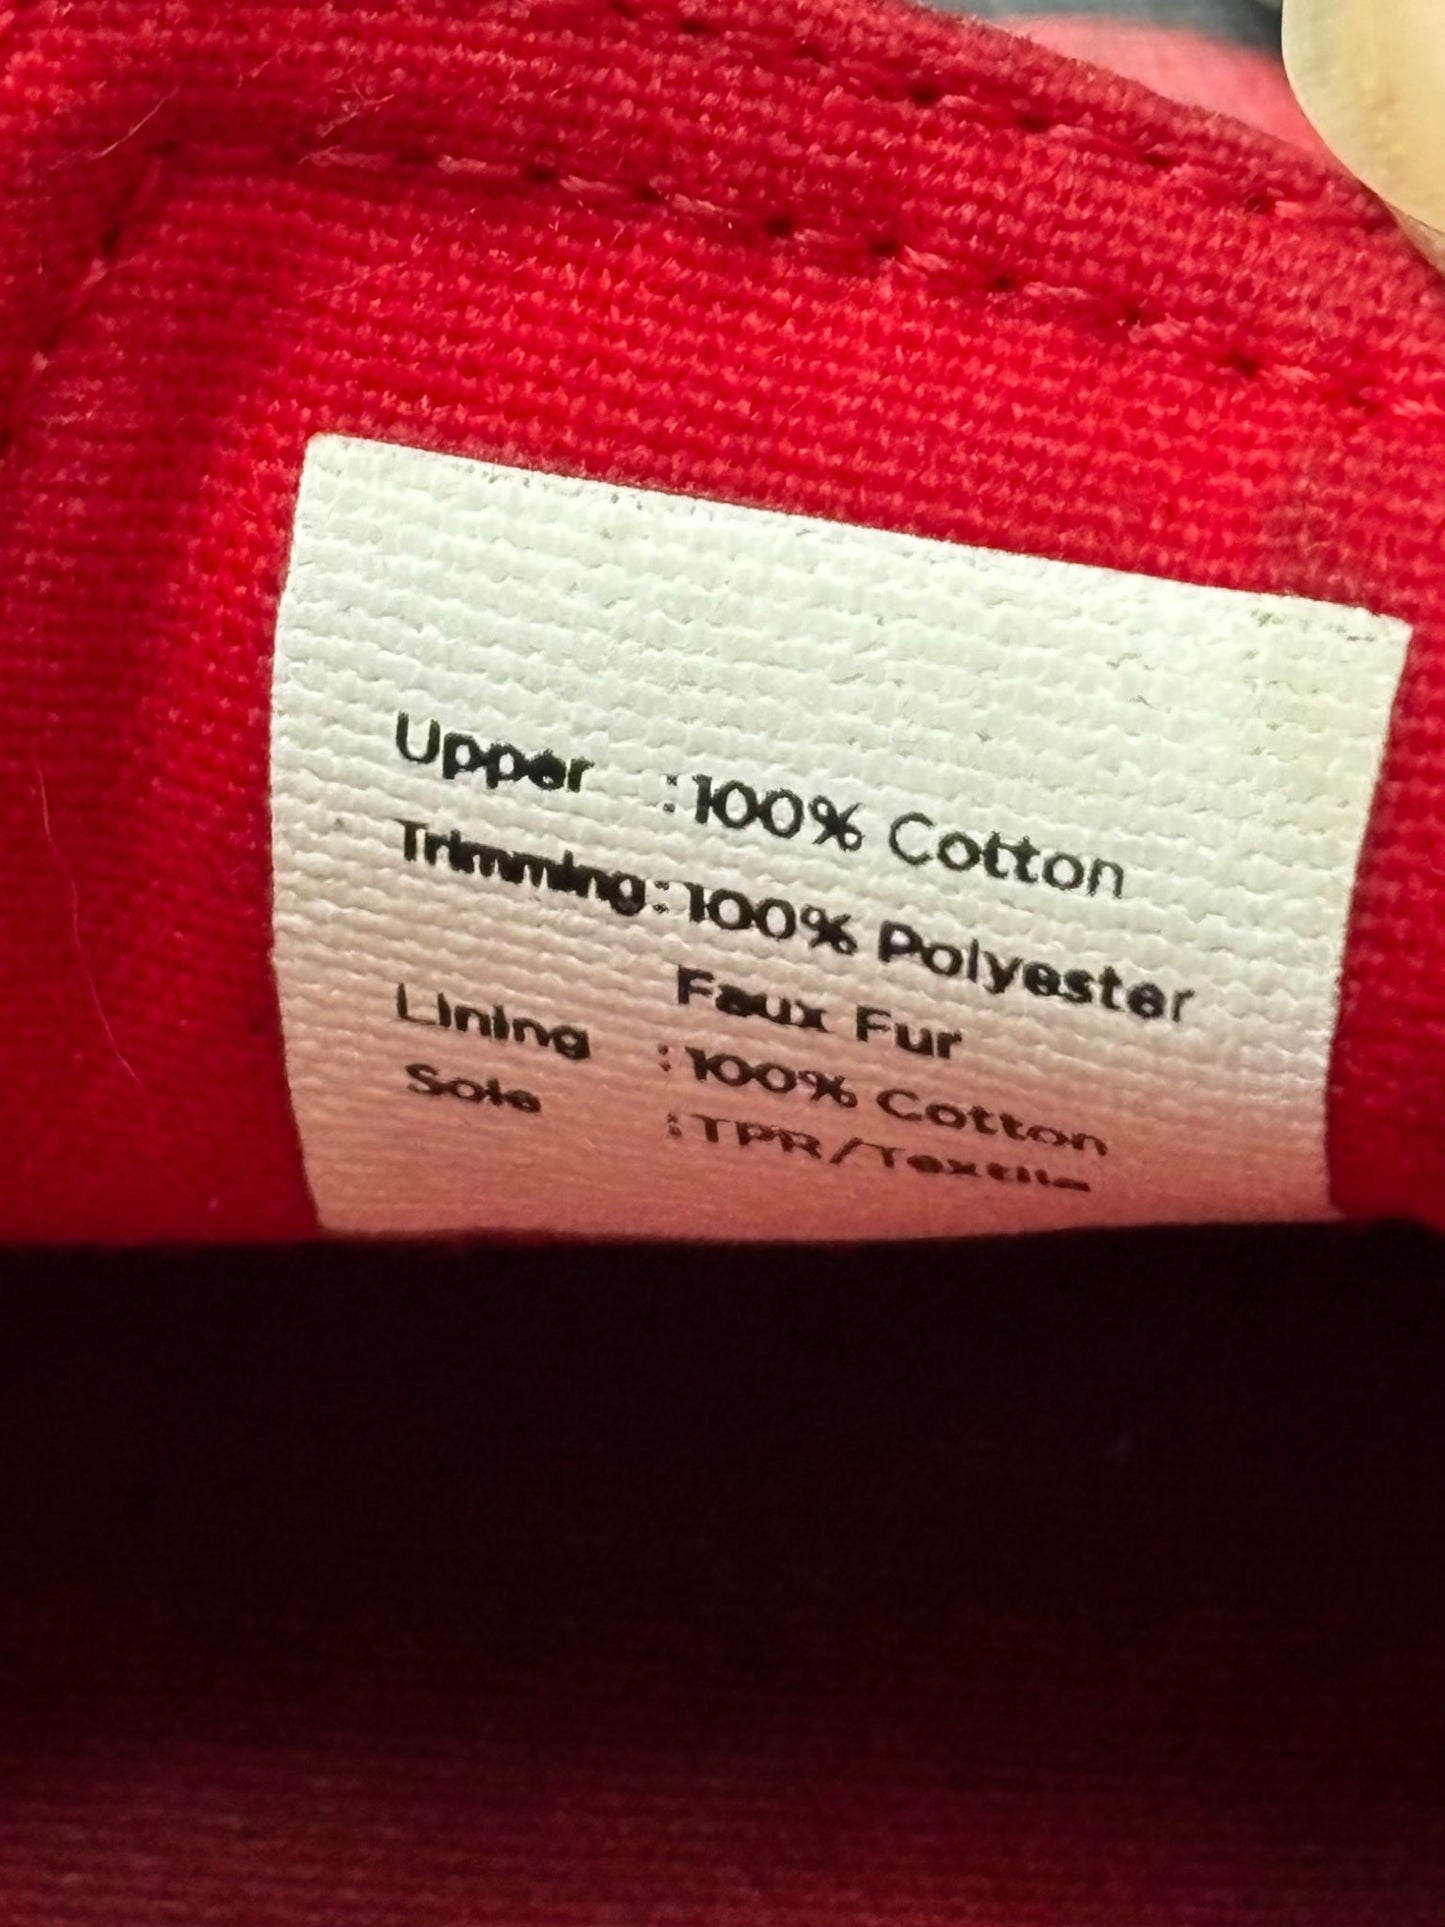 Upper :100% Cotton
Trimming:100% Polyester
Faux Fur
Lining :100% Cotton
Sole :TPR/Textile